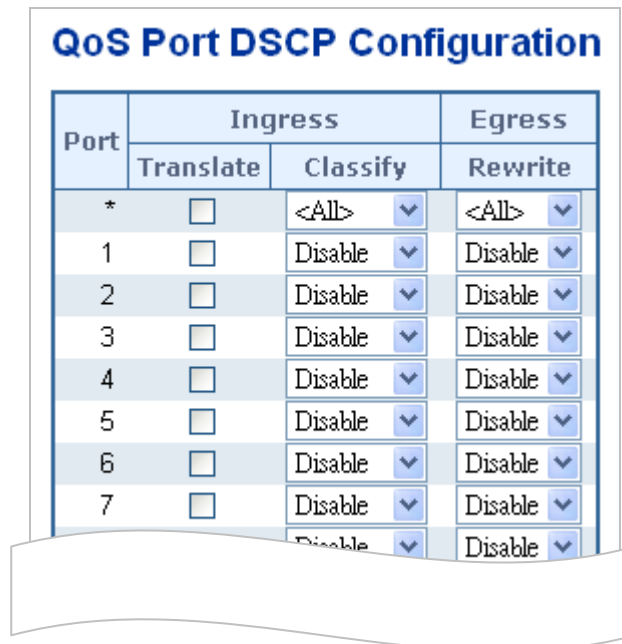 QoS Port DSCP Configuration
Port Ingress Egress
Translate Classify Rewrite
* <All> <All>
1 Disable Disable
2 Disable Disable
3 Disable Disable
4 Disable Disable
5 Disable Disable
6 Disable Disable
7 Disable Disable
Disable Disable